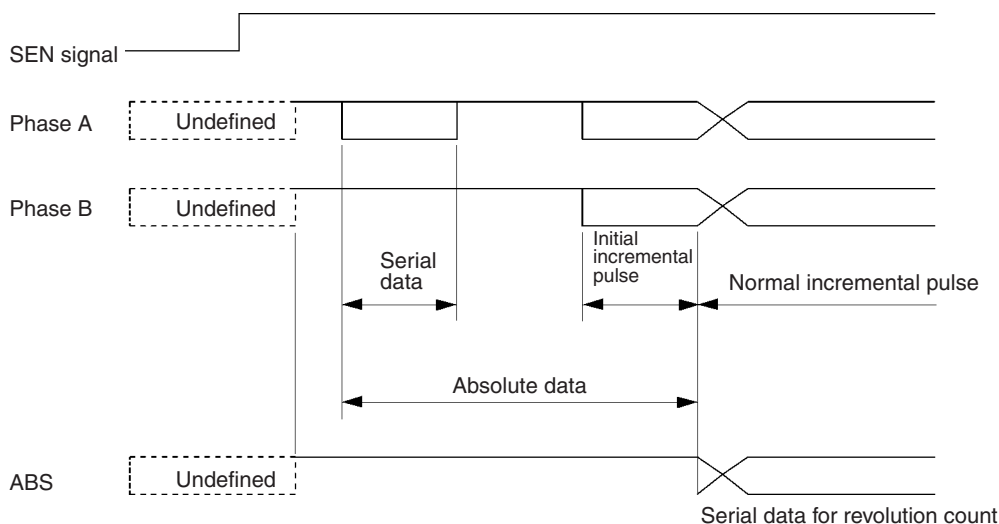 SEN signal
Phase A
Undefined
Phase B
Undefined
Serial
data
Initial
incremental
pulse
Normal incremental pulse
Absolute data
ABS
Undefined
Serial data for revolution count